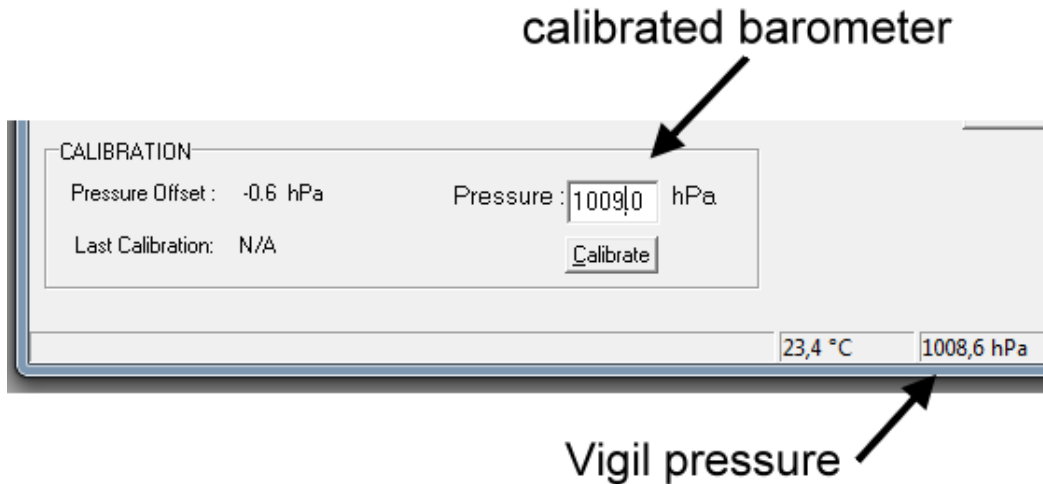 calibrated barometer
CALIBRATION
Pressure Offset : -0.6 hPa
Pressure : 1009,0 hPa
Last Calibration: N/A
Calibrate
23,4 °C
1008,6 hPa
Vigil pressure